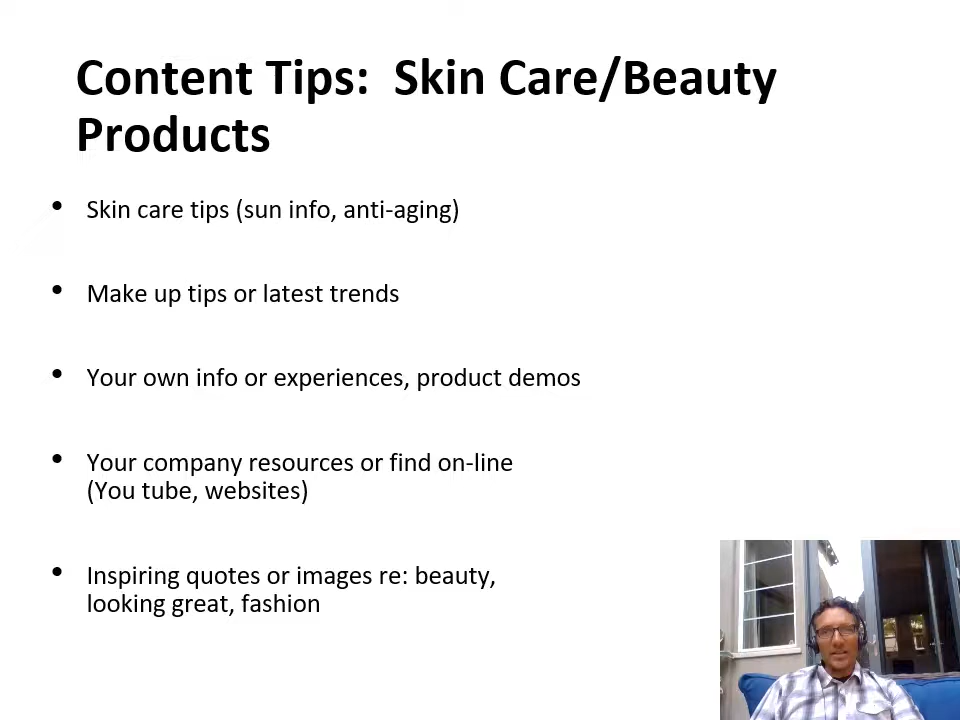 Content Tips:  Skin Care/Beauty
Products
• Skin care tips (sun info, anti-aging)
• Make up tips or latest trends
• Your own info or experiences, product demos
• Your company resources or find on-line
(You tube, websites)
• Inspiring quotes or images re: beauty,
looking great, fashion